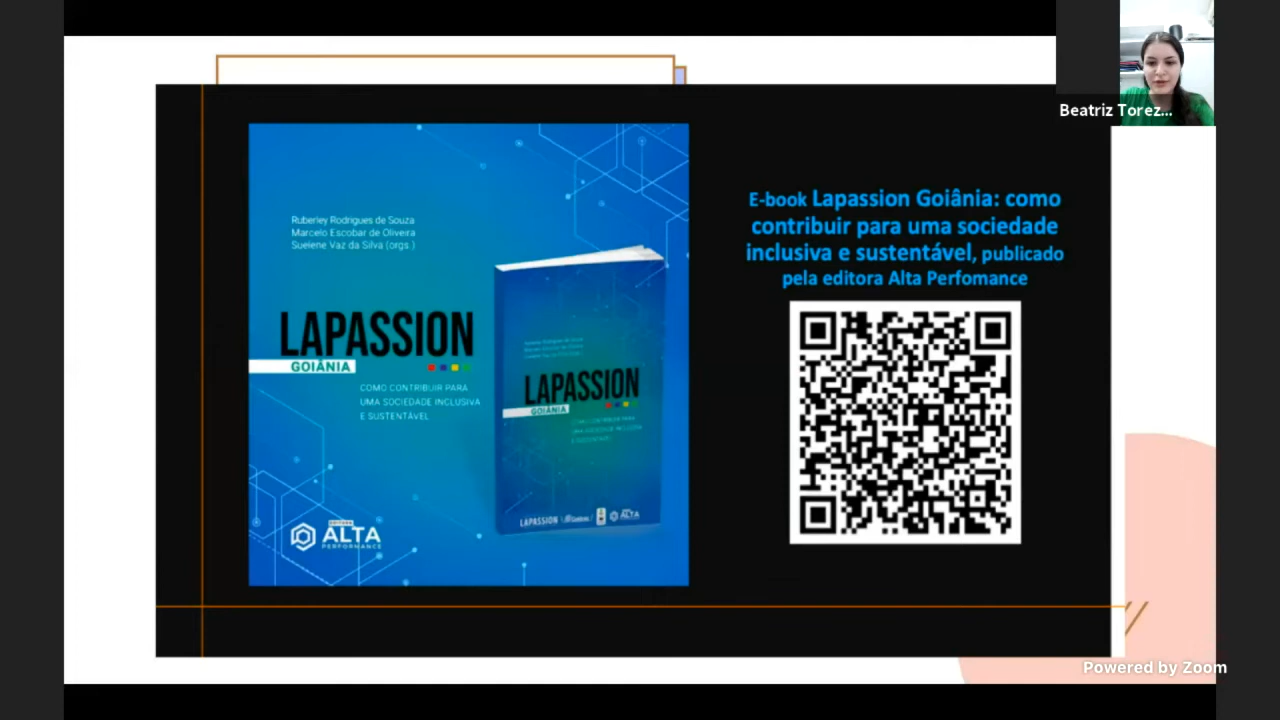 Beatriz Torez...
Ruberley Rodrigues de Souza
Marcelo Escobar de Oliveira
Suelene Vaz da Silva (orgs.)
LAPASSION
GOIÂNIA
COMO CONTRIBUIR PARA
UMA SOCIEDADE INCLUSIVA
E SUSTENTÁVEL
EDITORA
ALTA
PERFORMANCE
LAPASSION
GOIÂNIA
LAPASSION
ALTA
E-book Lapassion Goiânia: como
contribuir para uma sociedade
inclusiva e sustentável, publicado
pela editora Alta Perfomance
Powered by Zoom